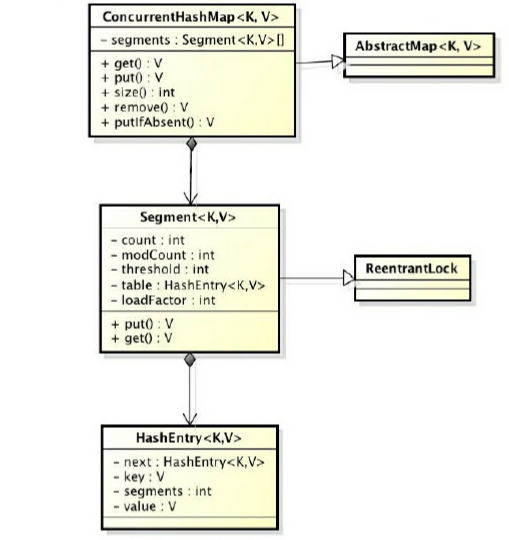 ConcurrentHashMap<K, V>
- segments : Segment<K,V>[]
+ get() : V
+ put() : V
+ size() : int
+ remove() : V
+ putIfAbsent() : V
AbstractMap<K, V>
Segment<K,V>
- count : int
- modCount : int
- threshold : int
- table : HashEntry<K,V>
- loadFactor : int
+ put() : V
+ get() : V
ReentrantLock
HashEntry<K,V>
- next : HashEntry<K,V>
- key : V
- segments : int
- value : V